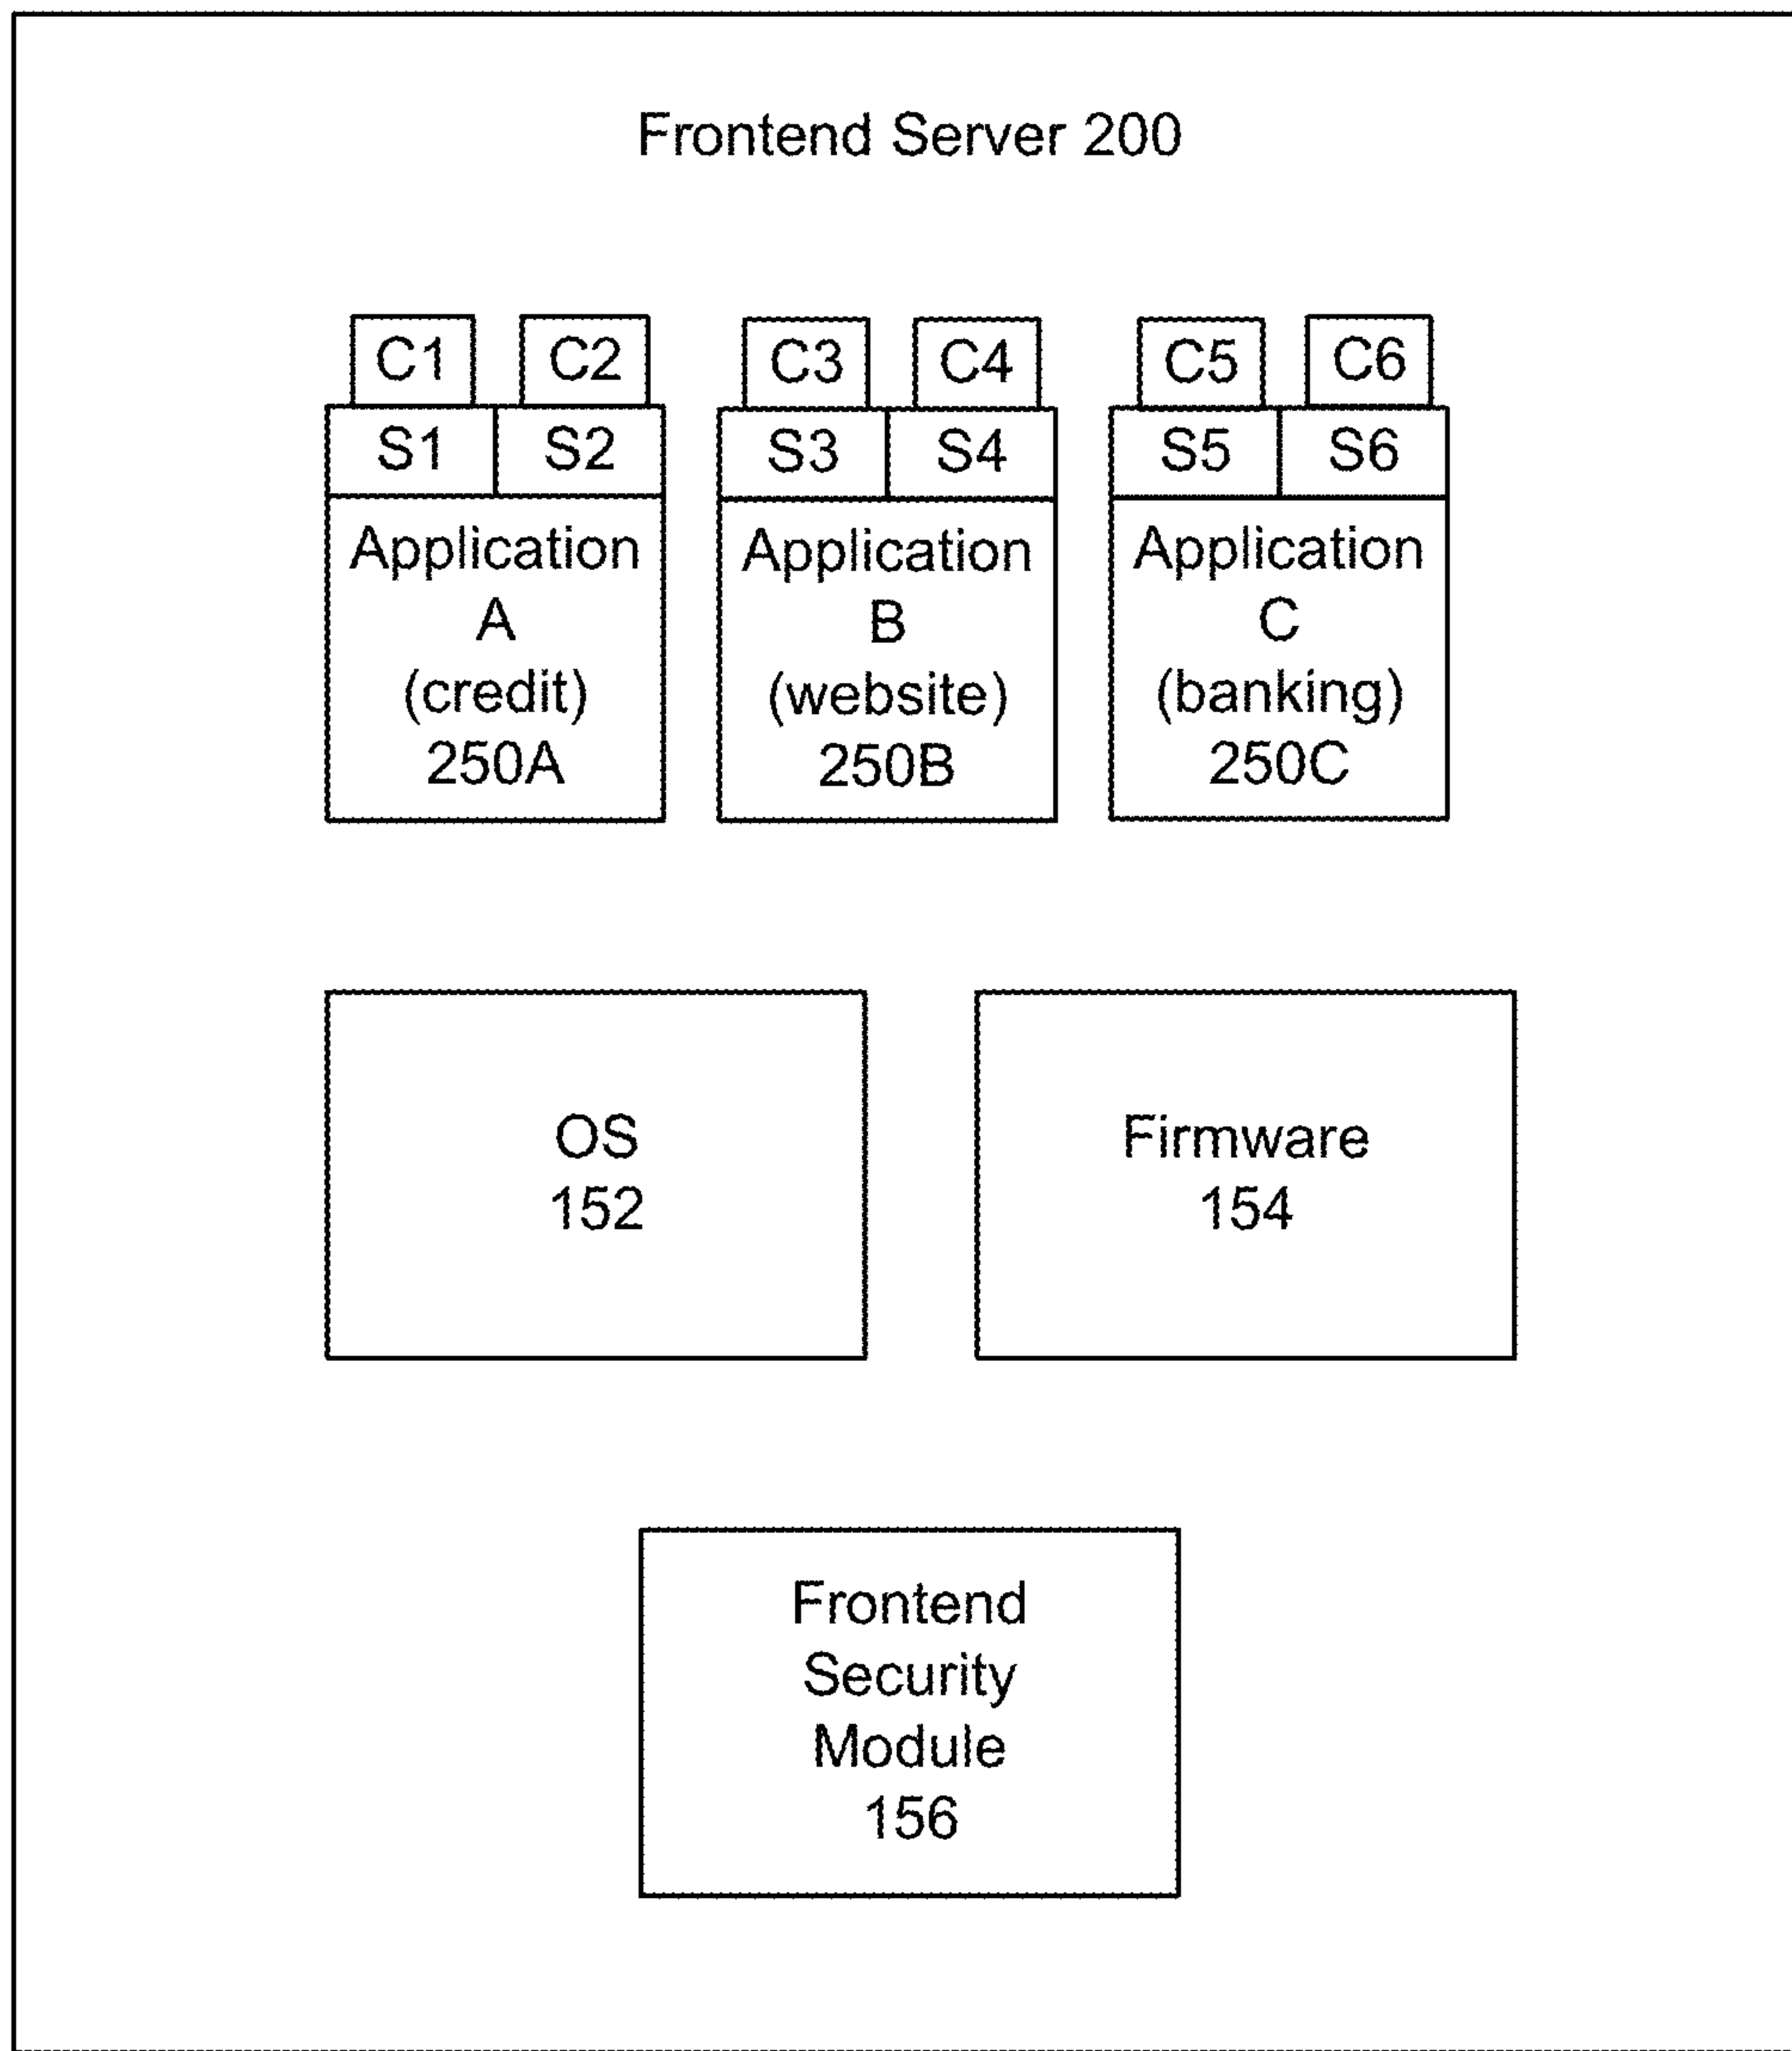 Frontend Server 200
C1 C2 C3 C4 C5 C6
S1 S2 S3 S4 S5 S6
Application
A
(credit)
250A
Application
B
(website)
250B
Application
C
(banking)
250C
OS
152
Firmware
154
Frontend
Security
Module
156